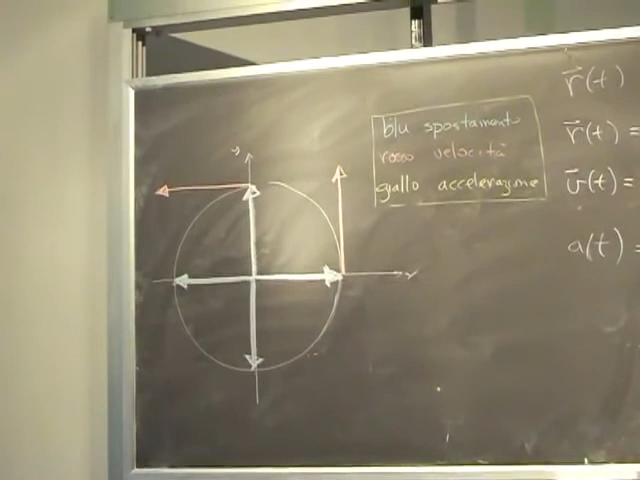 blu spostamento
rosso velocità
giallo accelerazione
y
x
r⃗(t)
r⃗(t) =
v⃗(t) =
a(t) =